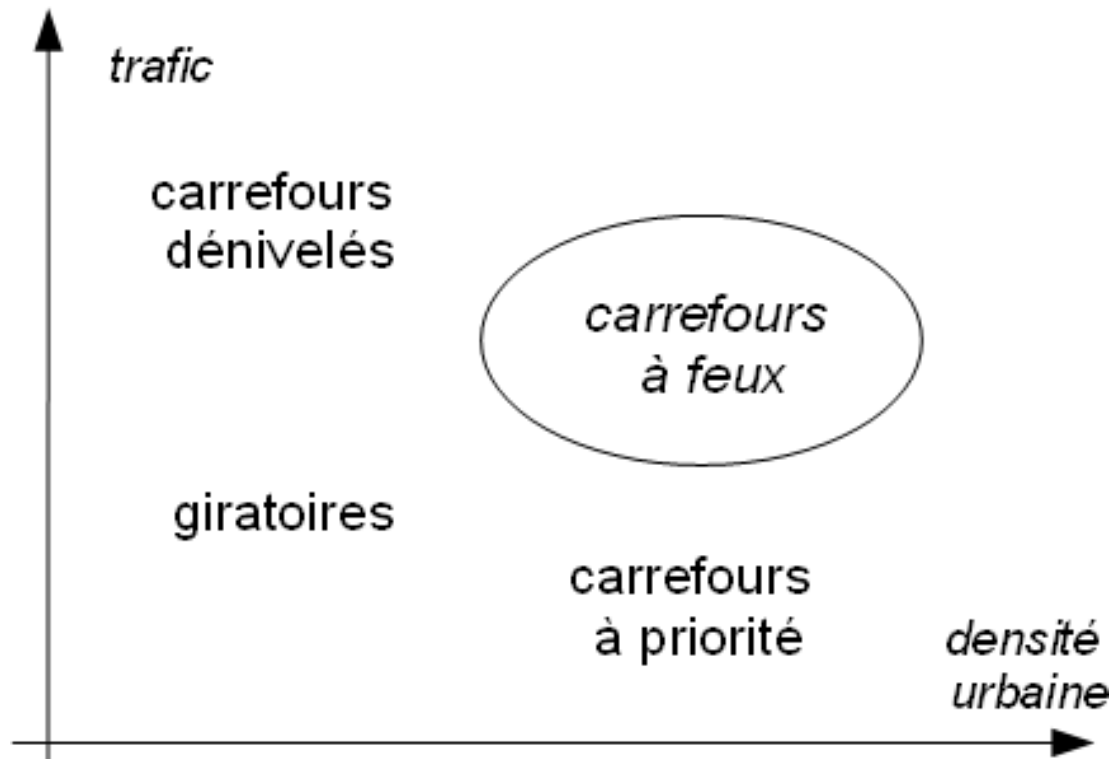 trafic
carrefours
dénivelés
carrefours
à feux
giratoires
carrefours
à priorité
densité
urbaine